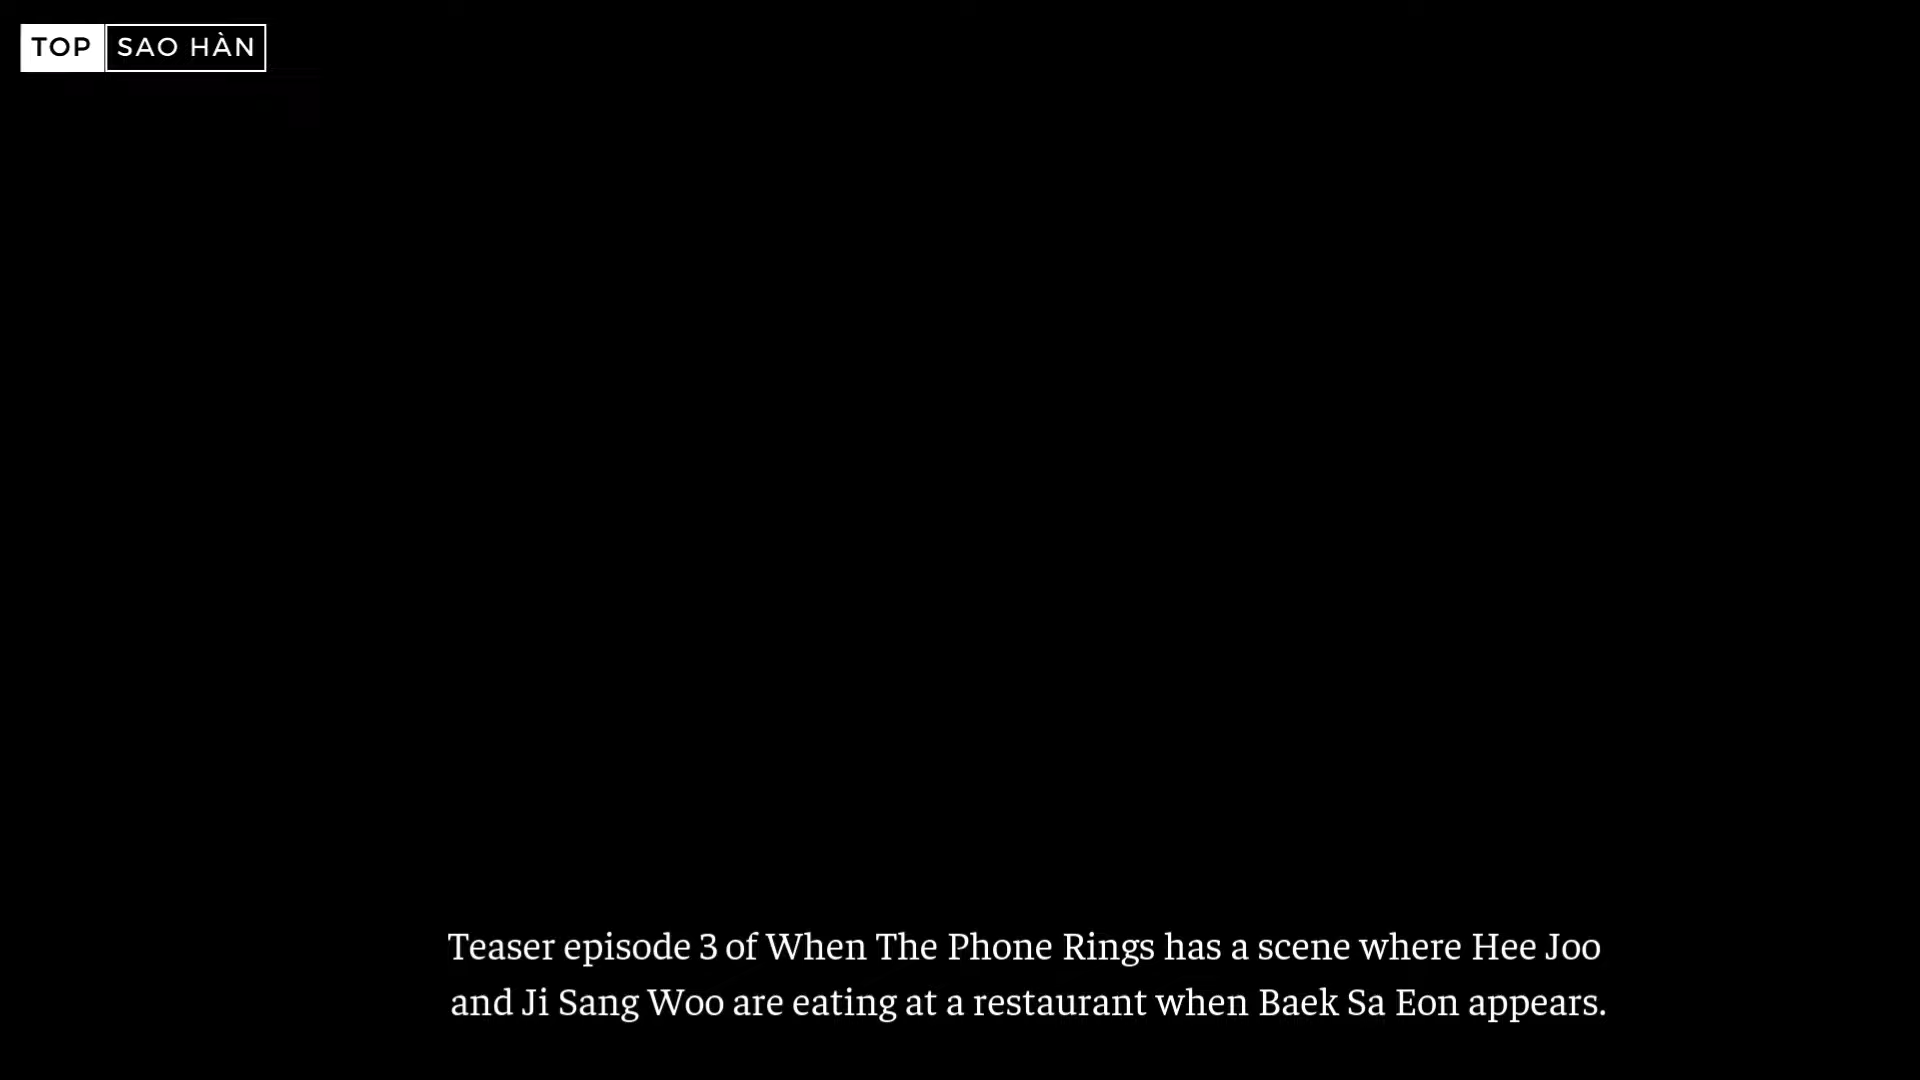 TOP SAO HÀN
Teaser episode 3 of When The Phone Rings has a scene where Hee Joo
and Ji Sang Woo are eating at a restaurant when Baek Sa Eon appears.